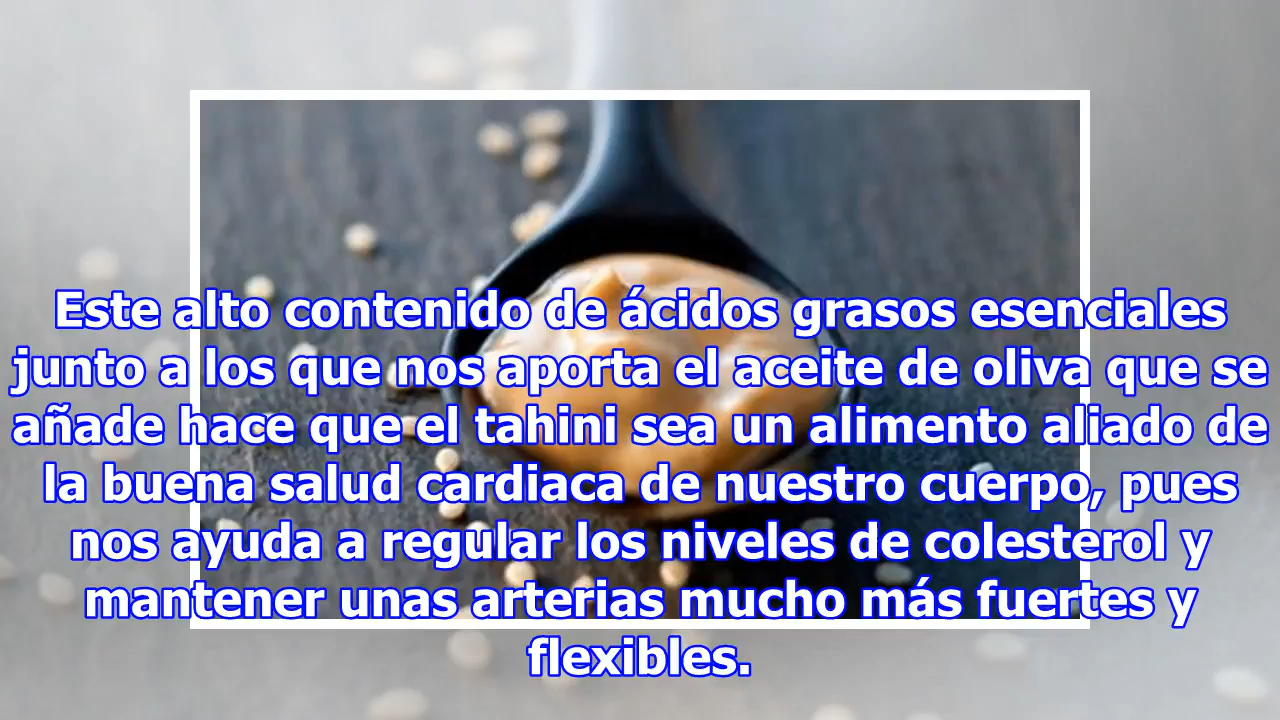 Este alto contenido de ácidos grasos esenciales
junto a los que nos aporta el aceite de oliva que se
añade hace que el tahini sea un alimento aliado de
la buena salud cardiaca de nuestro cuerpo, pues
nos ayuda a regular los niveles de colesterol y
mantener unas arterias mucho más fuertes y
flexibles.